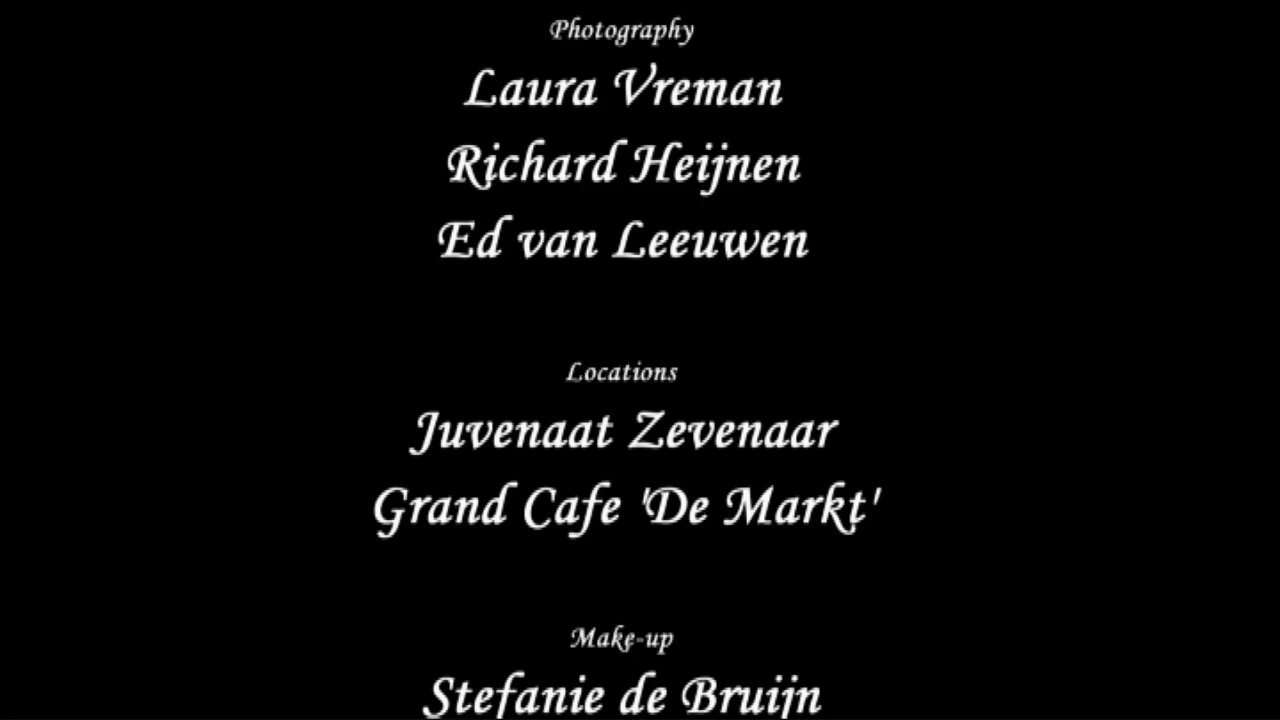 Photography
Laura Vreman
Richard Heijnen
Ed van Leeuwen
Locations
Juvenaat Zevenaar
Grand Cafe 'De Markt'
Make-up
Stefanie de Bruijn